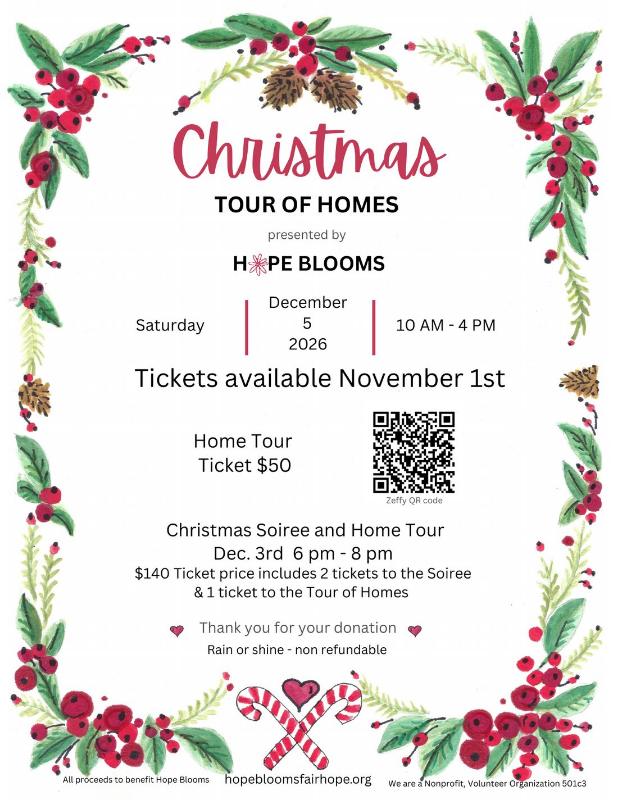 Christmas
TOUR OF HOMES
presented by
HOPE BLOOMS
Saturday
December
5
2026
10 AM - 4 PM
Tickets available November 1st
Home Tour
Ticket $50
Zeffy QR code
Christmas Soiree and Home Tour
Dec. 3rd 6 pm - 8 pm
$140 Ticket price includes 2 tickets to the Soiree
& 1 ticket to the Tour of Homes
Thank you for your donation
Rain or shine - non refundable
All proceeds to benefit Hope Blooms
hopebloomsfairhope.org
We are a Nonprofit, Volunteer Organization 501c3